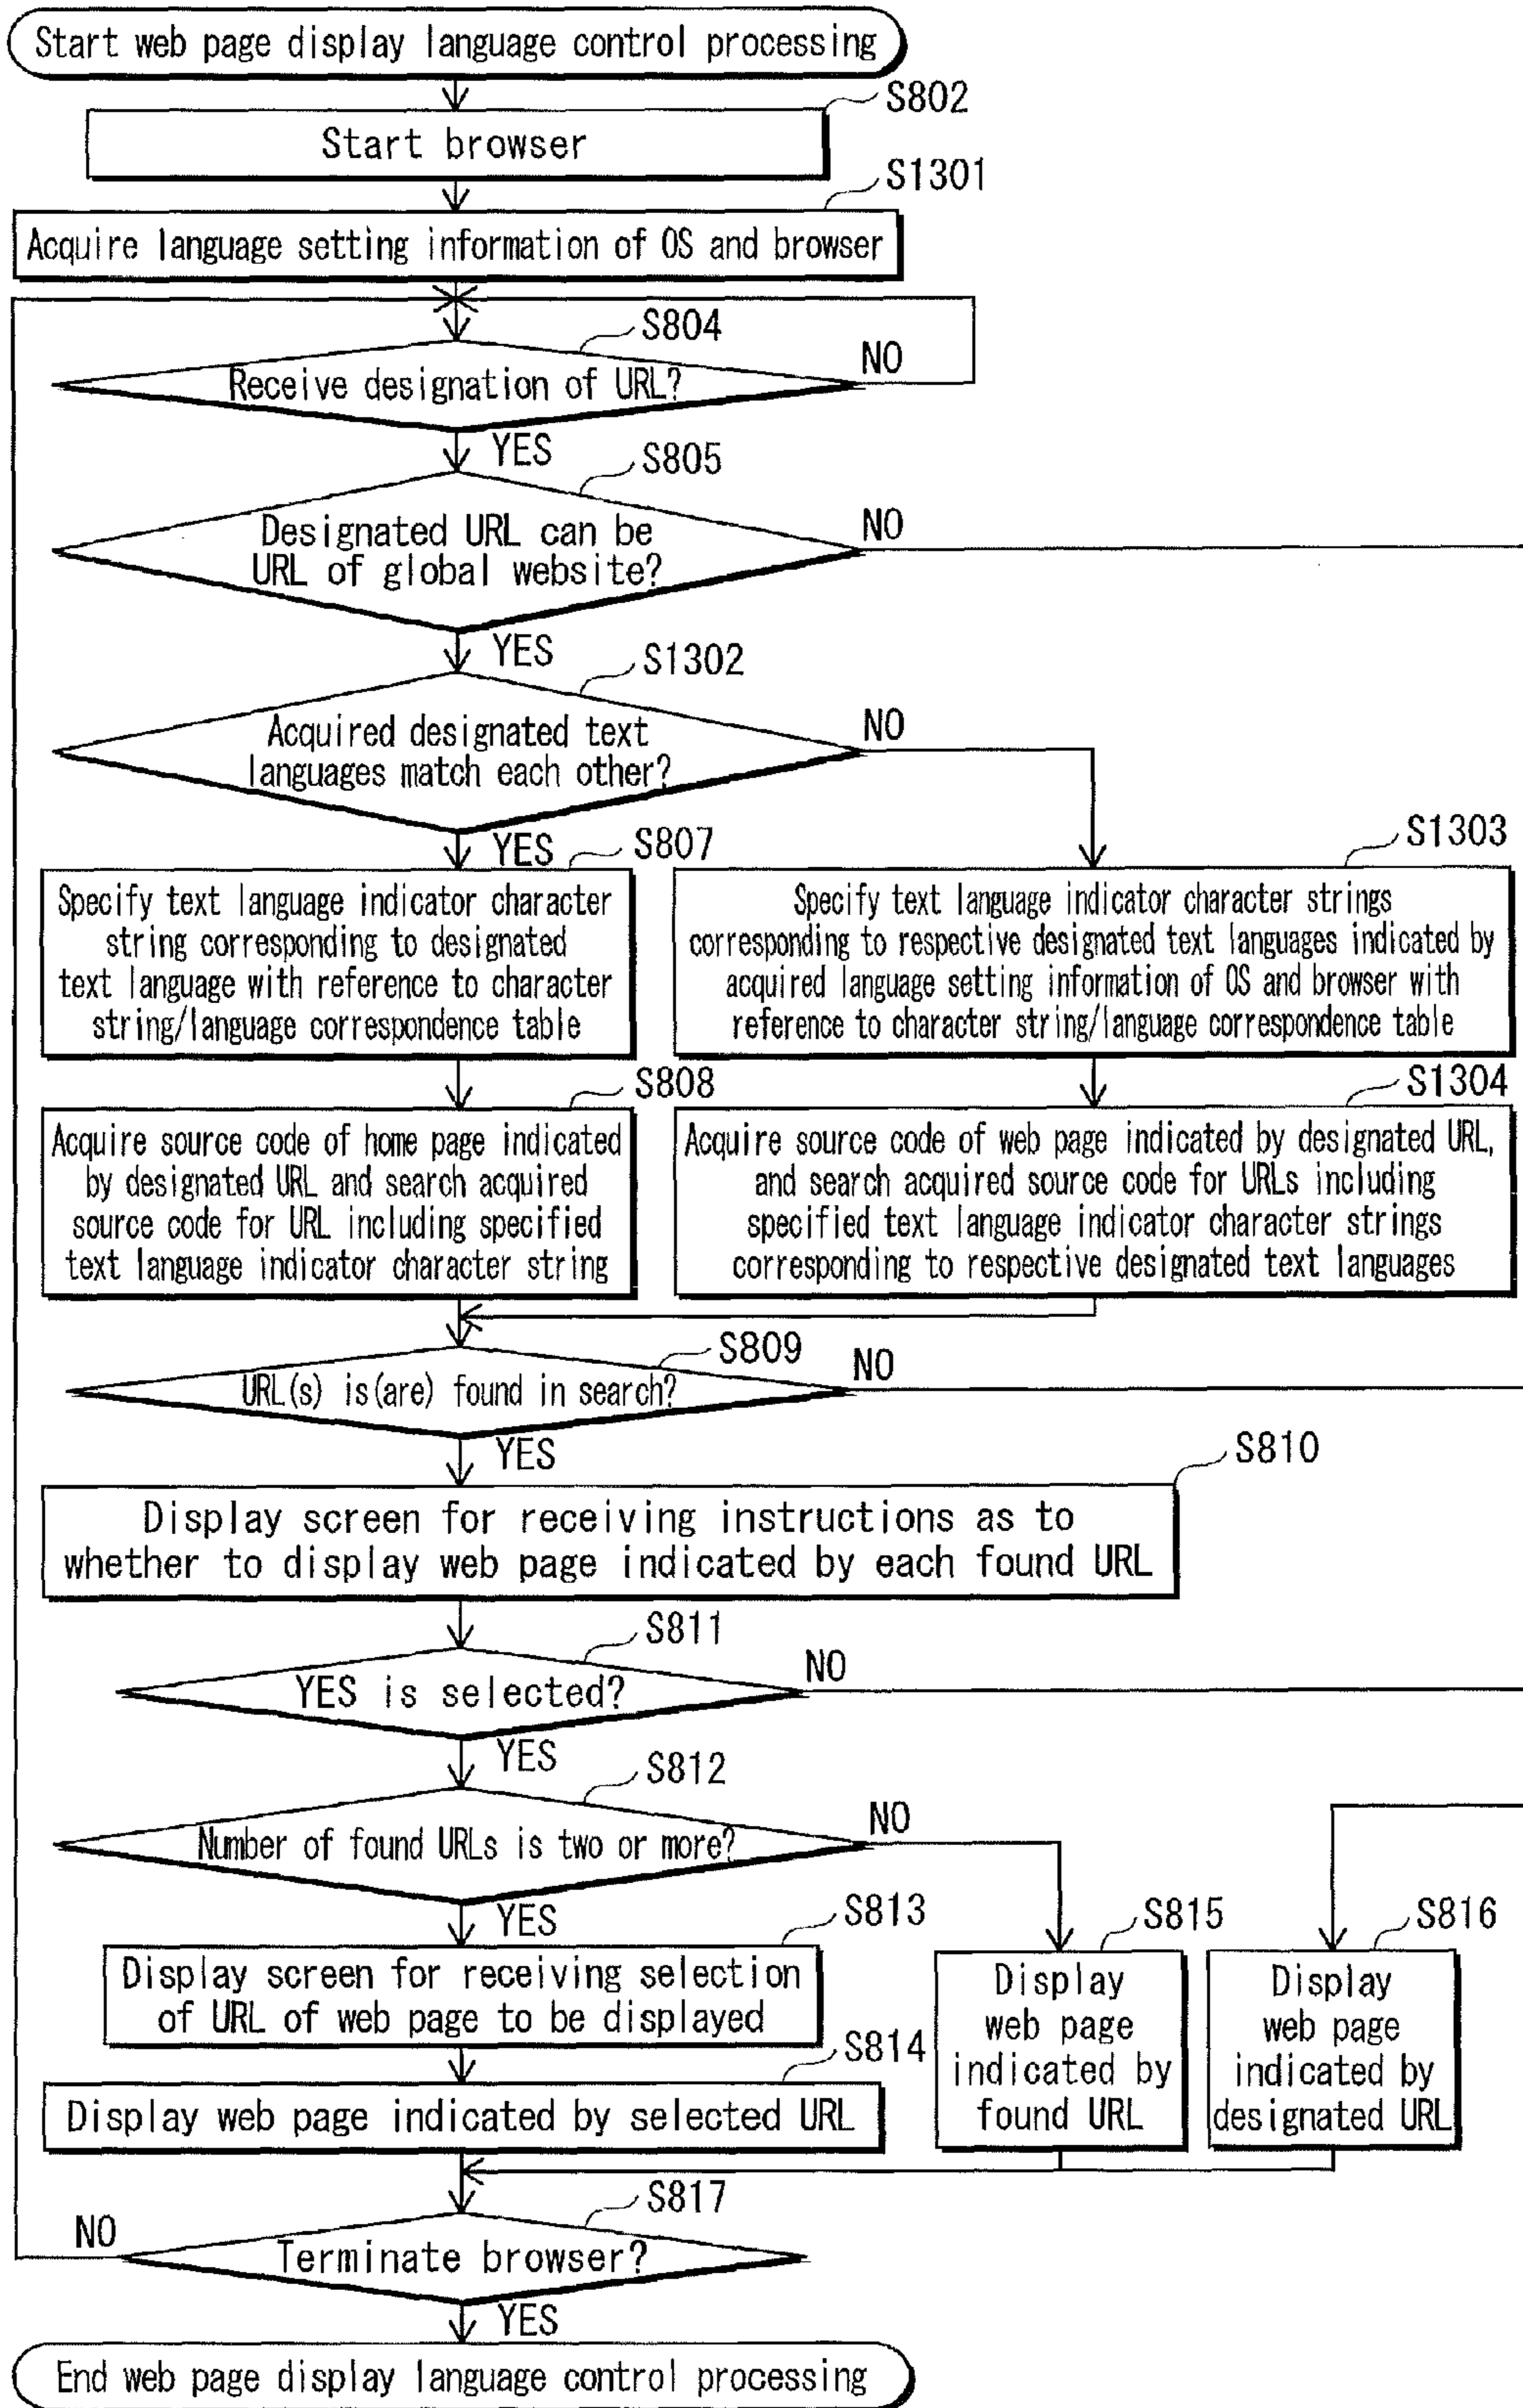 Start web page display language control processing
S802
Start browser
S1301
Acquire language setting information of OS and browser
S804
Receive designation of URL?
NO
YES
S805
Designated URL can be
URL of global website?
NO
YES
S1302
Acquired designated text
languages match each other?
NO
YES
S807
Specify text language indicator character
string corresponding to designated
text language with reference to character
string/language correspondence table
S1303
Specify text language indicator character strings
corresponding to respective designated text languages indicated by
acquired language setting information of OS and browser with
reference to character string/language correspondence table
S808
Acquire source code of home page indicated
by designated URL and search acquired
source code for URL including specified
text language indicator character string
S1304
Acquire source code of web page indicated by designated URL,
and search acquired source code for URLs including
specified text language indicator character strings
corresponding to respective designated text languages
S809
URL(s) is(are) found in search?
NO
YES
S810
Display screen for receiving instructions as to
whether to display web page indicated by each found URL
S811
YES is selected?
NO
YES
S812
Number of found URLs is two or more?
NO
YES
S813
Display screen for receiving selection
of URL of web page to be displayed
S814
Display web page indicated by selected URL
S815
Display
web page
indicated by
found URL
S816
Display
web page
indicated by
designated URL
S817
Terminate browser?
NO
YES
End web page display language control processing